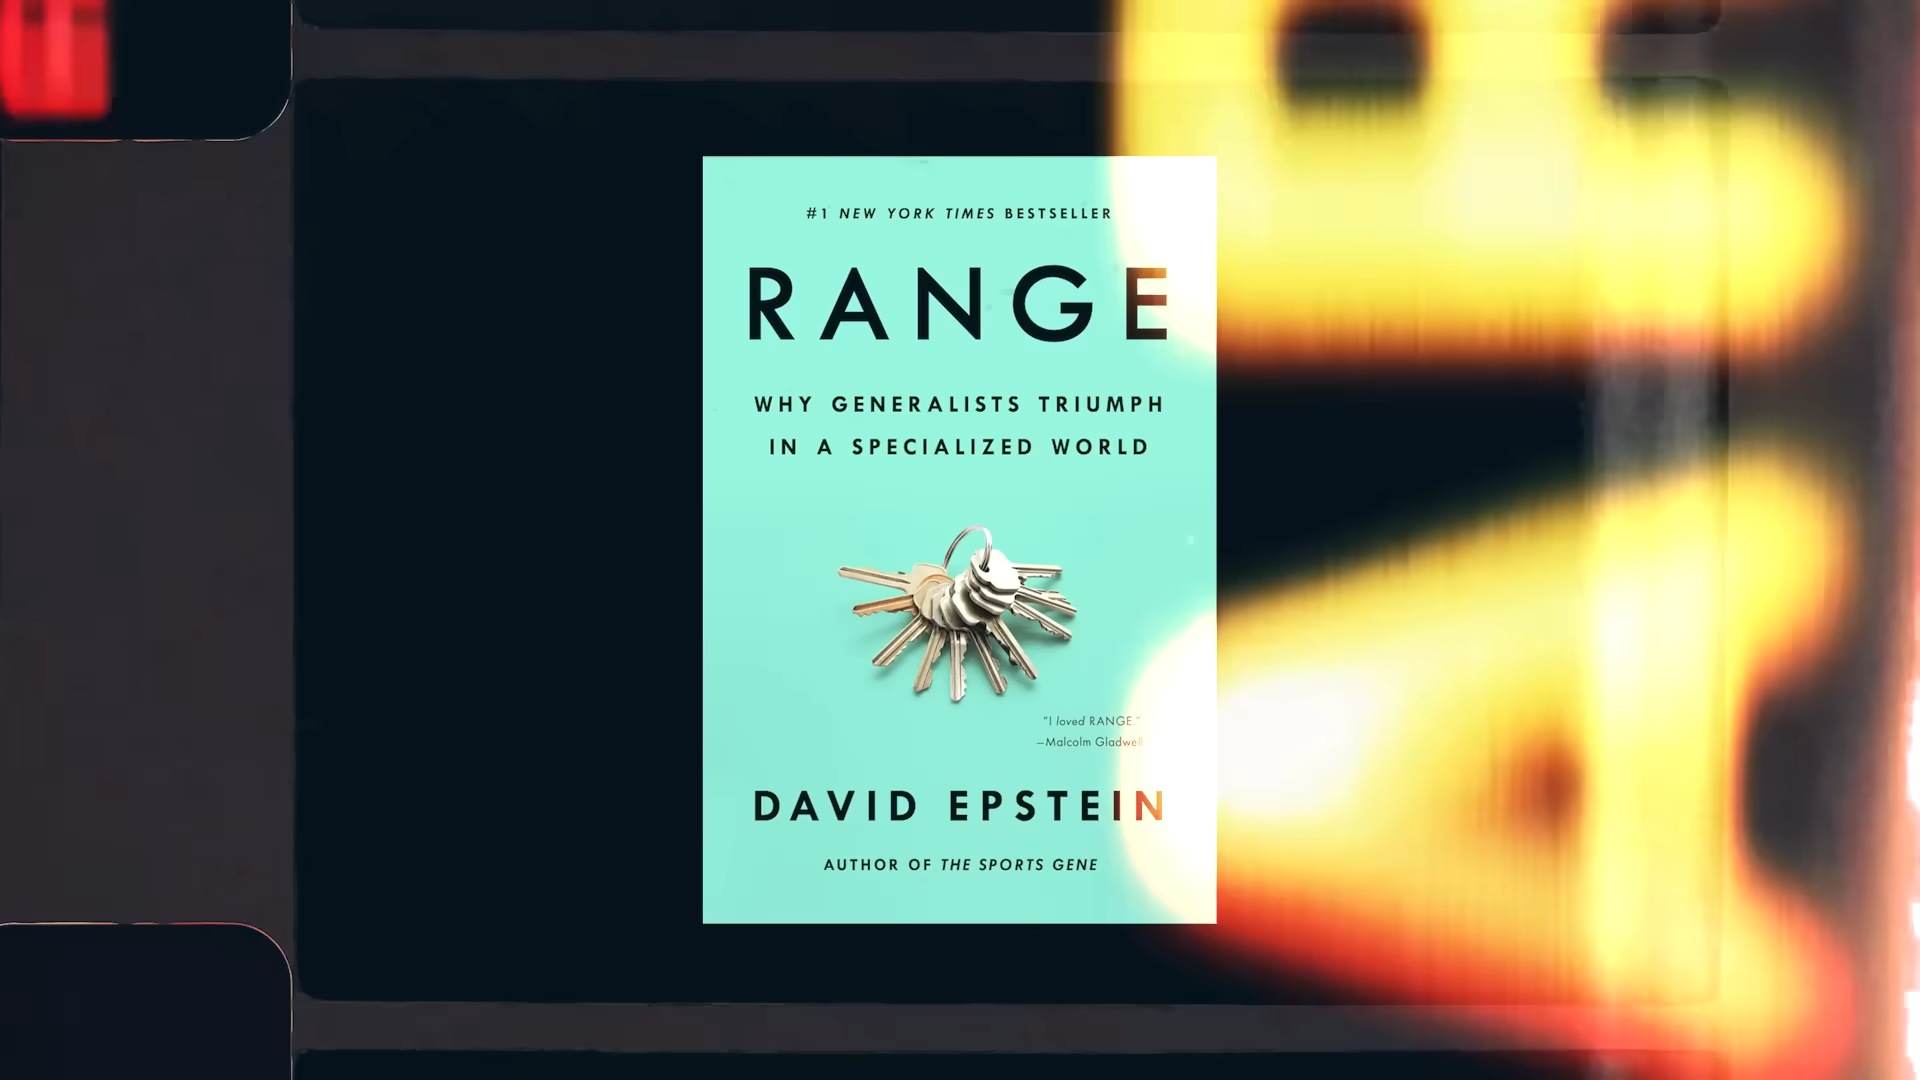 #1 NEW YORK TIMES BESTSELLER
RANGE
WHY GENERALISTS TRIUMPH
IN A SPECIALIZED WORLD
"I loved RANGE."
—Malcolm Gladwell
DAVID EPSTEIN
AUTHOR OF THE SPORTS GENE